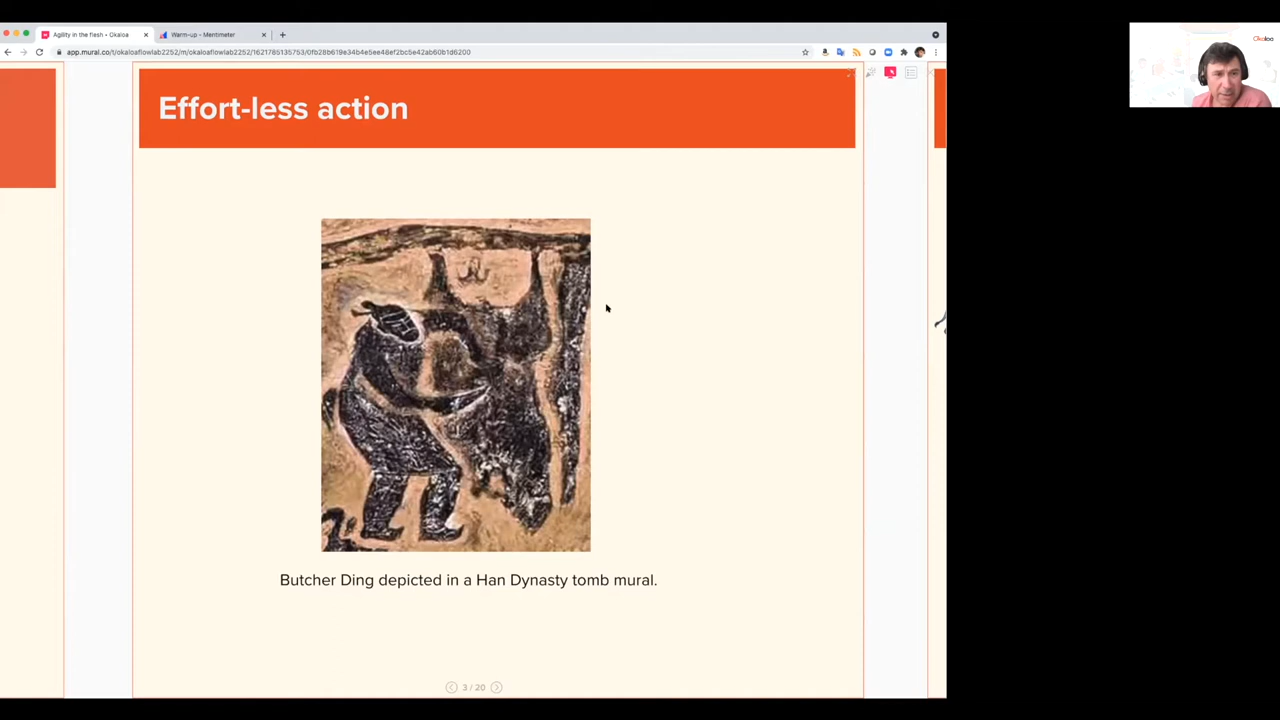 Agility in the flesh • Okaloa
Warm-up - Mentimeter
app.mural.co/t/okaloaflowlab2252/m/okaloaflowlab2252/1621785135753/0fb28b619e34b4e5ee48ef2bc5e42ab60b1d6200
Okaloa
Effort-less action
Butcher Ding depicted in a Han Dynasty tomb mural.
3 / 20